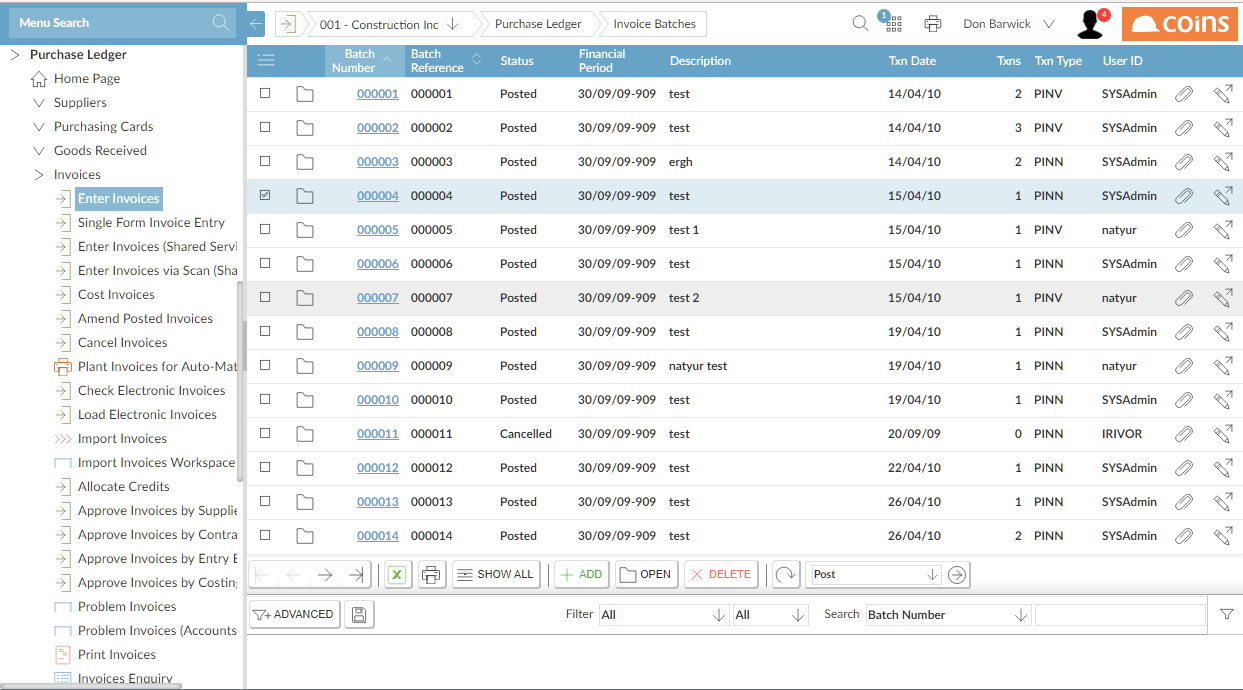 Menu Search
001 - Construction Inc
Purchase Ledger
Invoice Batches
1
Don Barwick
4
coins
Purchase Ledger
Home Page
Suppliers
Purchasing Cards
Goods Received
Invoices
Enter Invoices
Single Form Invoice Entry
Enter Invoices (Shared Servi
Enter Invoices via Scan (Sha
Cost Invoices
Amend Posted Invoices
Cancel Invoices
Plant Invoices for Auto-Mat
Check Electronic Invoices
Load Electronic Invoices
Import Invoices
Import Invoices Workspace
Allocate Credits
Approve Invoices by Supplie
Approve Invoices by Contra
Approve Invoices by Entry B
Approve Invoices by Costing
Problem Invoices
Problem Invoices (Accounts
Print Invoices
Invoices Enquiry
Batch Number Batch Reference Status Financial Period Description Txn Date Txns Txn Type User ID
000001 000001 Posted 30/09/09-909 test 14/04/10 2 PINV SYSAdmin
000002 000002 Posted 30/09/09-909 test 14/04/10 3 PINV SYSAdmin
000003 000003 Posted 30/09/09-909 ergh 14/04/10 2 PINN SYSAdmin
000004 000004 Posted 30/09/09-909 test 15/04/10 1 PINN SYSAdmin
000005 000005 Posted 30/09/09-909 test 1 15/04/10 1 PINV natyur
000006 000006 Posted 30/09/09-909 test 15/04/10 1 PINN SYSAdmin
000007 000007 Posted 30/09/09-909 test 2 15/04/10 1 PINV natyur
000008 000008 Posted 30/09/09-909 test 19/04/10 1 PINN SYSAdmin
000009 000009 Posted 30/09/09-909 natyur test 19/04/10 1 PINN natyur
000010 000010 Posted 30/09/09-909 test 19/04/10 1 PINN SYSAdmin
000011 000011 Cancelled 30/09/09-909 test 20/09/09 0 PINN IRIVOR
000012 000012 Posted 30/09/09-909 test 22/04/10 1 PINN SYSAdmin
000013 000013 Posted 30/09/09-909 test 26/04/10 1 PINN SYSAdmin
000014 000014 Posted 30/09/09-909 test 26/04/10 2 PINN SYSAdmin
X SHOW ALL ADD OPEN DELETE Post
ADVANCED Filter All All Search Batch Number